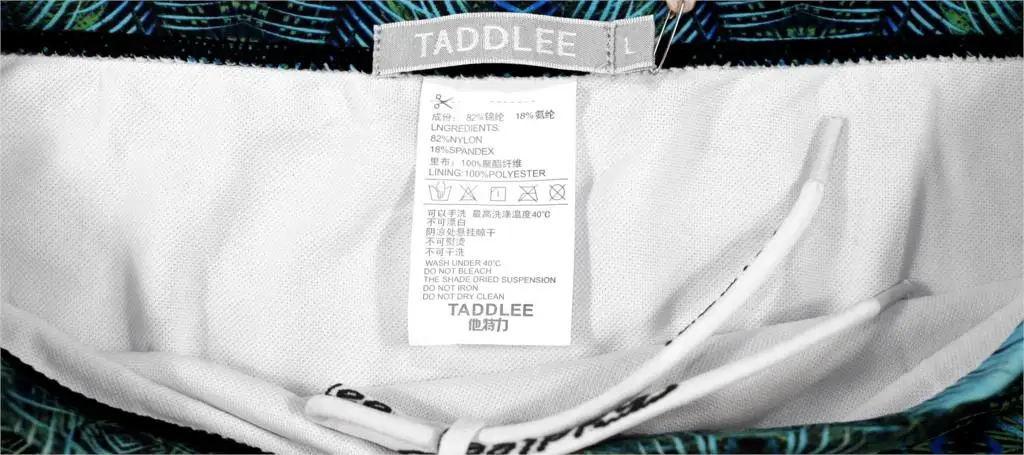 TADDLEE L
成份： 82%锦纶 18%氨纶
LNGREDIENTS:
82%NYLON
18%SPANDEX
里布：100%聚酯纤维
LINING:100%POLYESTER
可以手洗 最高洗涤温度40℃
不可漂白
阴凉处悬挂晾干
不可熨烫
不可干洗
WASH UNDER 40℃
DO NOT BLEACH
THE SHADE DRIED SUSPENSION
DO NOT IRON
DO NOT DRY CLEAN
TADDLEE
他特力